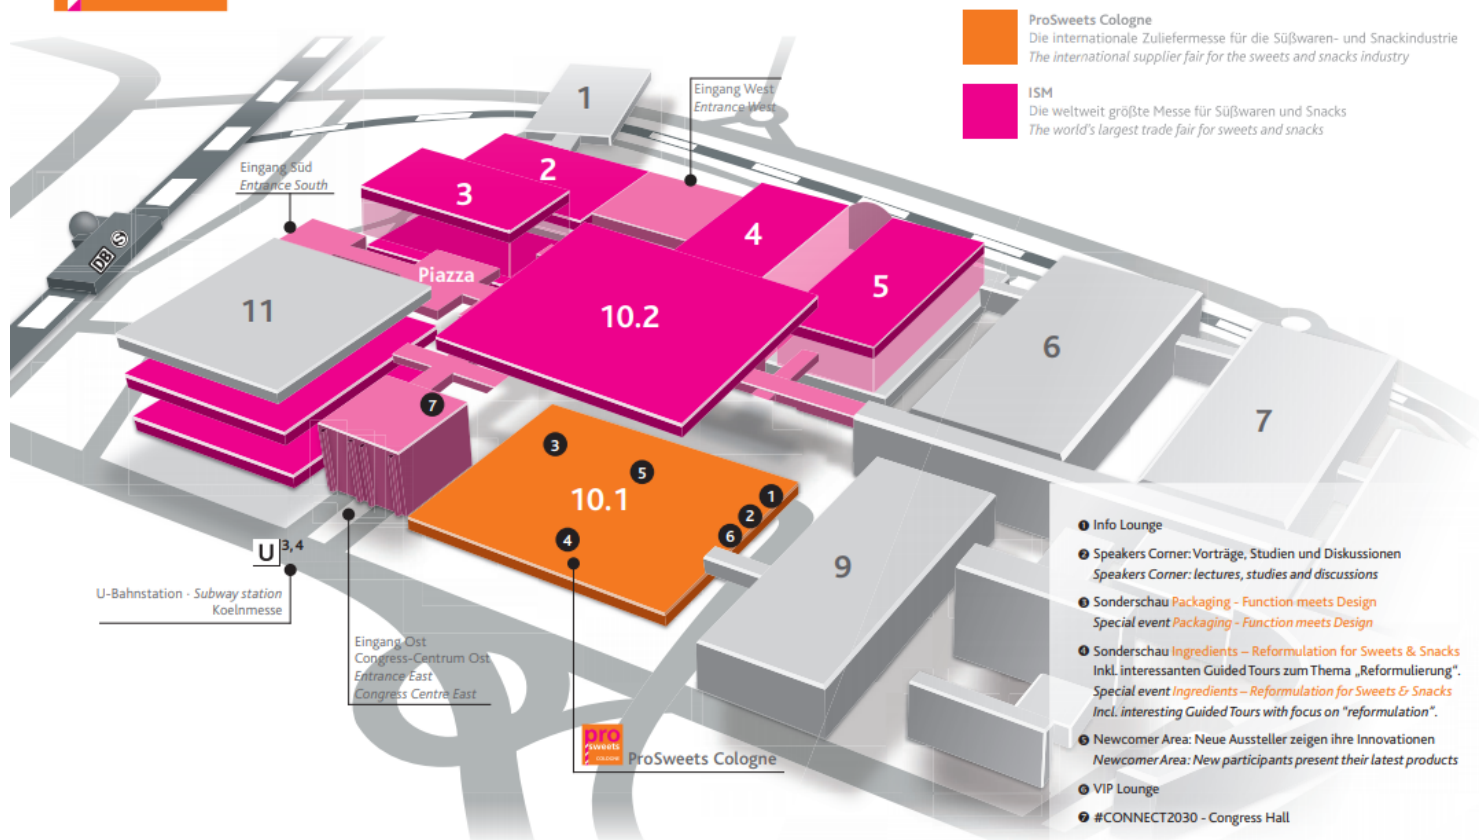 ProSweets Cologne
Die internationale Zuliefermesse für die Süßwaren- und Snackindustrie
The international supplier fair for the sweets and snacks industry
ISM
Die weltweit größte Messe für Süßwaren und Snacks
The world's largest trade fair for sweets and snacks
1
Eingang West
Entrance West
Eingang Süd
Entrance South
2
3
4
5
DB S
Piazza
11
10.2
6
7
7
3
5
10.1
1
2
6
4
9
U 3, 4
U-Bahnstation · Subway station
Koelnmesse
Eingang Ost
Congress-Centrum Ost
Entrance East
Congress Centre East
pro
sweets
COLOGNE
ProSweets Cologne
1 Info Lounge
2 Speakers Corner: Vorträge, Studien und Diskussionen
Speakers Corner: lectures, studies and discussions
3 Sonderschau Packaging - Function meets Design
Special event Packaging - Function meets Design
4 Sonderschau Ingredients – Reformulation for Sweets & Snacks
Inkl. interessanten Guided Tours zum Thema „Reformulierung“.
Special event Ingredients – Reformulation for Sweets & Snacks
Incl. interesting Guided Tours with focus on “reformulation”.
5 Newcomer Area: Neue Aussteller zeigen ihre Innovationen
Newcomer Area: New participants present their latest products
6 VIP Lounge
7 #CONNECT2030 - Congress Hall